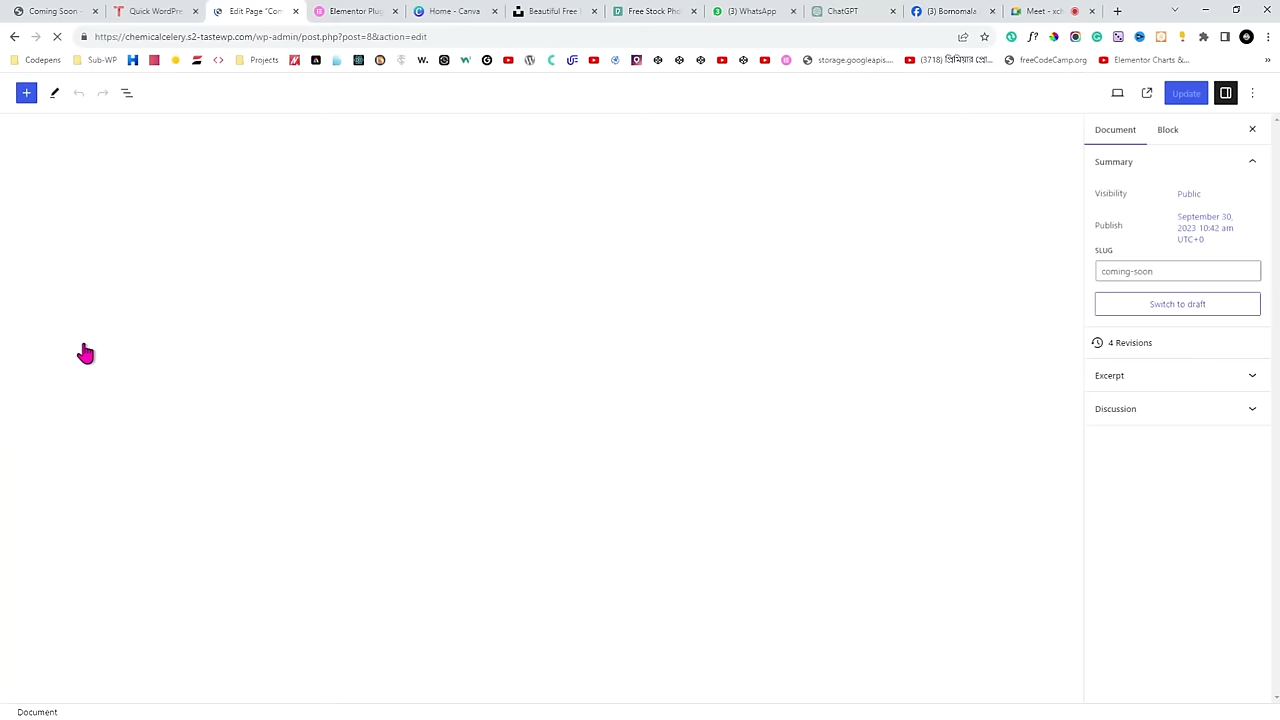 Coming Soon –
Quick WordPre
Edit Page "Com
Elementor Plug
Home - Canva
Beautiful Free
Free Stock Pho
(3) WhatsApp
ChatGPT
(3) Bornomala
Meet - xch
https://chemicalcelery.s2-tastewp.com/wp-admin/post.php?post=8&action=edit
Codepens
Sub-WP
Projects
storage.googleapis....
(3718)
freeCodeCamp.org
Elementor Charts &...
Update
Document
Block
Summary
Visibility
Public
Publish
September 30,
2023 10:42 am
UTC+0
SLUG
coming-soon
Switch to draft
4 Revisions
Excerpt
Discussion
Document